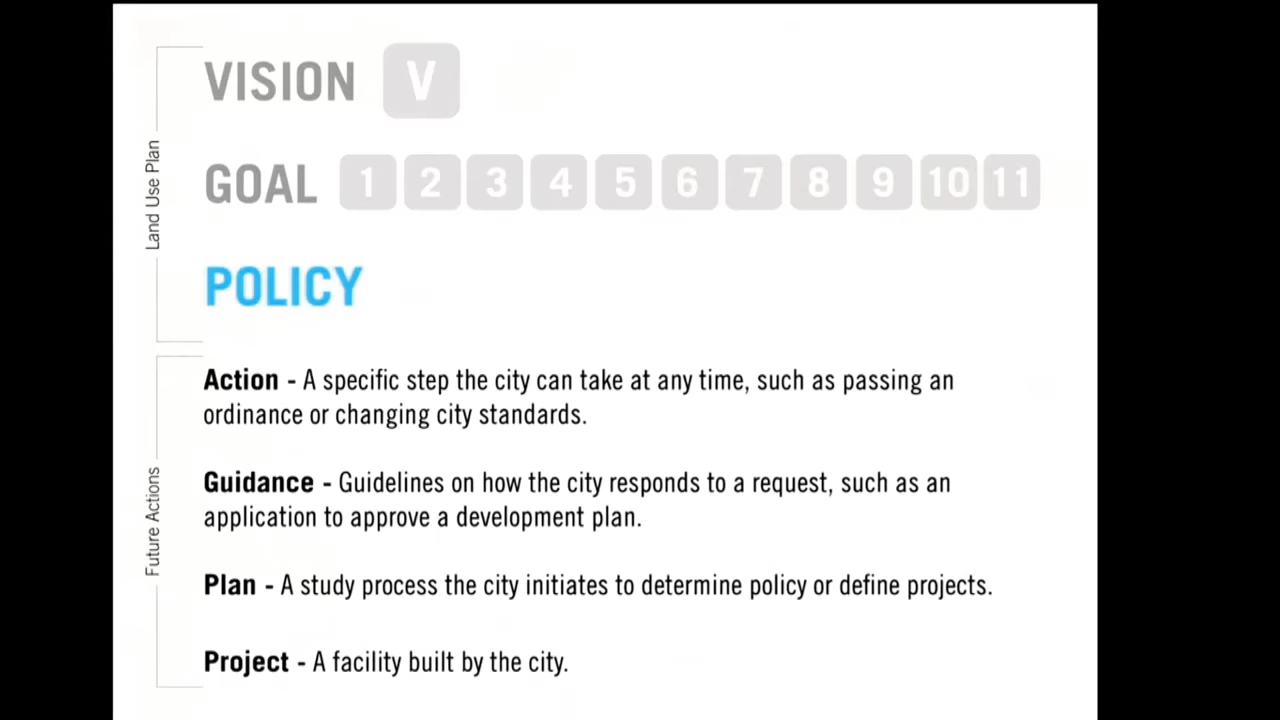 VISION V
GOAL 1 2 3 4 5 6 7 8 9 10 11
Land Use Plan
POLICY
Action - A specific step the city can take at any time, such as passing an
ordinance or changing city standards.
Guidance - Guidelines on how the city responds to a request, such as an
application to approve a development plan.
Future Actions
Plan - A study process the city initiates to determine policy or define projects.
Project - A facility built by the city.